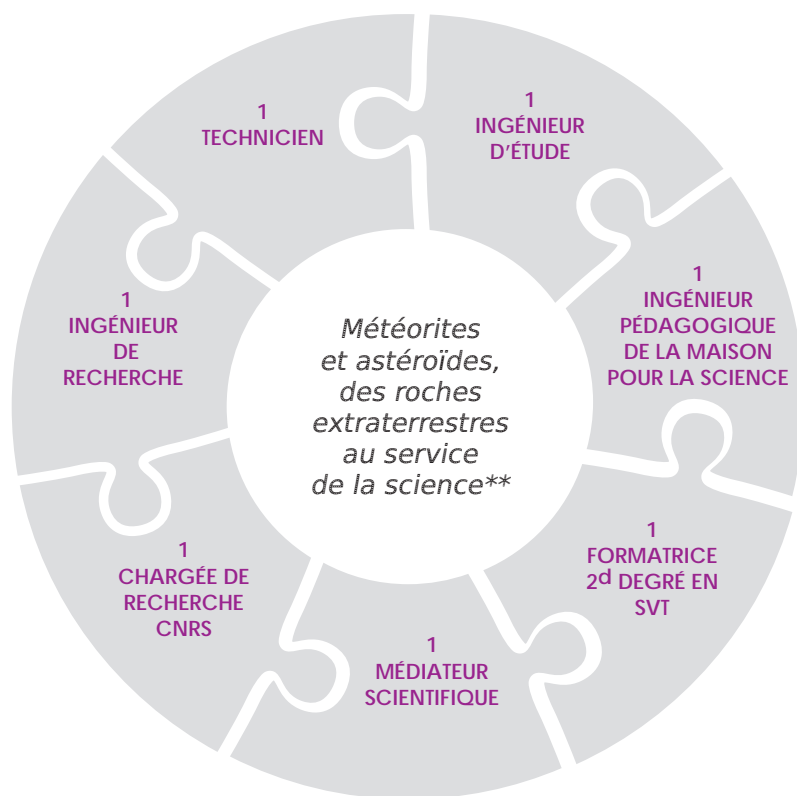 1
TECHNICIEN
1
INGÉNIEUR
D'ÉTUDE
1
INGÉNIEUR
PÉDAGOGIQUE
DE LA MAISON
POUR LA SCIENCE
1
FORMATRICE
2d DEGRÉ EN
SVT
1
MÉDIATEUR
SCIENTIFIQUE
1
CHARGÉE DE
RECHERCHE
CNRS
1
INGÉNIEUR
DE
RECHERCHE
Météorites
et astéroïdes,
des roches
extraterrestres
au service
de la science**